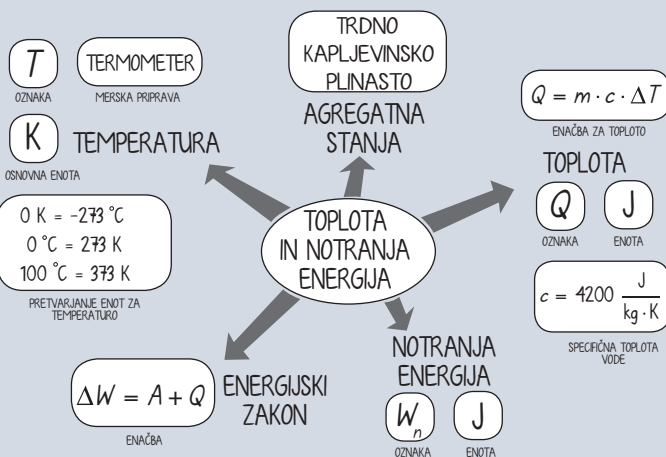 TOPLOTA
IN NOTRANJA
ENERGIJA
TRDNO
KAPLJEVINSKO
PLINASTO
AGREGATNA
STANJA
T
OZNAKA
TERMOMETER
MERSKA PRIPRAVA
K
OSNOVNA ENOTA
TEMPERATURA
0 K = -273 °C
0 °C = 273 K
100 °C = 373 K
PRETVARJANJE ENOT ZA
TEMPERATURO
Q = m · c · ΔT
ENAČBA ZA TOPLOTO
TOPLOTA
Q
OZNAKA
J
ENOTA
c = 4200 J / kg · K
SPECIFIČNA TOPLOTA
VODE
ΔW = A + Q
ENAČBA
ENERGIJSKI
ZAKON
NOTRANJA
ENERGIJA
Wn
OZNAKA
J
ENOTA